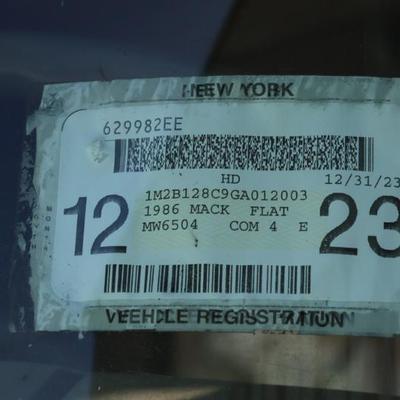 NEW YORK
629982EE
HD 12/31/23
1M2B128C9GA012003
12 1986 MACK FLAT 23
MW6504 COM 4 E
VEHICLE REGISTRATION